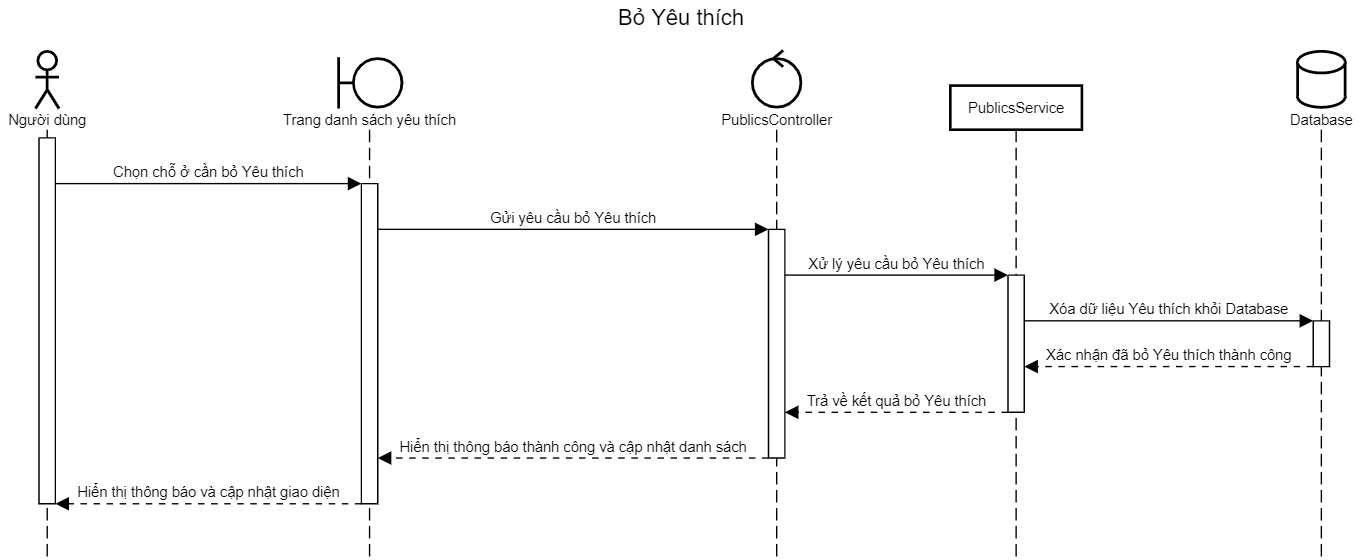 Bỏ Yêu thích
Người dùng
Trang danh sách yêu thích
PublicsController
PublicsService
Database
Chọn chỗ ở cần bỏ Yêu thích
Gửi yêu cầu bỏ Yêu thích
Xử lý yêu cầu bỏ Yêu thích
Xóa dữ liệu Yêu thích khỏi Database
Xác nhận đã bỏ Yêu thích thành công
Trả về kết quả bỏ Yêu thích
Hiển thị thông báo thành công và cập nhật danh sách
Hiển thị thông báo và cập nhật giao diện